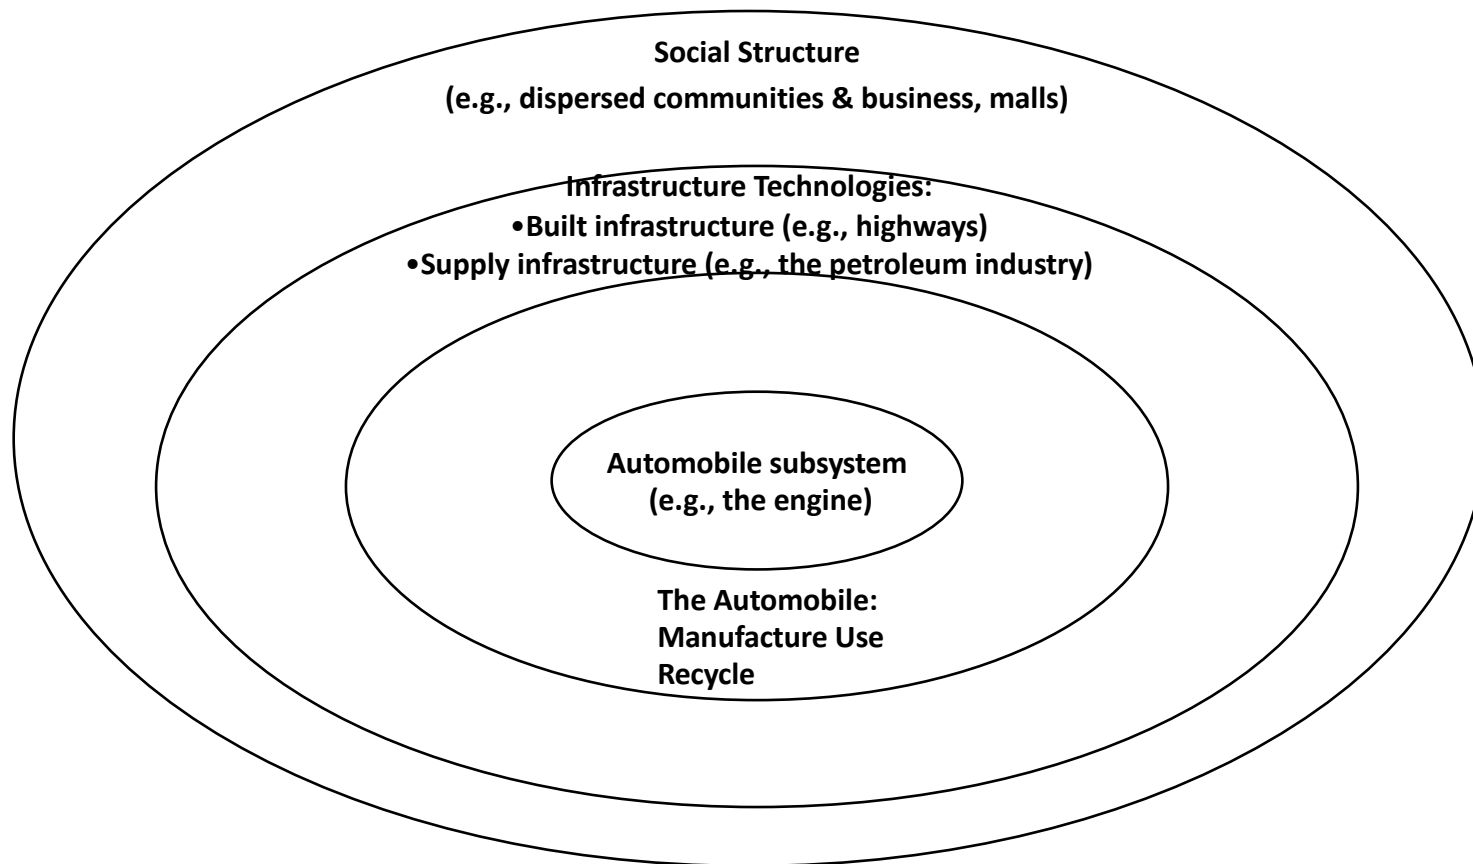 Social Structure
(e.g., dispersed communities & business, malls)
Infrastructure Technologies:
•Built infrastructure (e.g., highways)
•Supply infrastructure (e.g., the petroleum industry)
Automobile subsystem
(e.g., the engine)
The Automobile:
Manufacture Use
Recycle